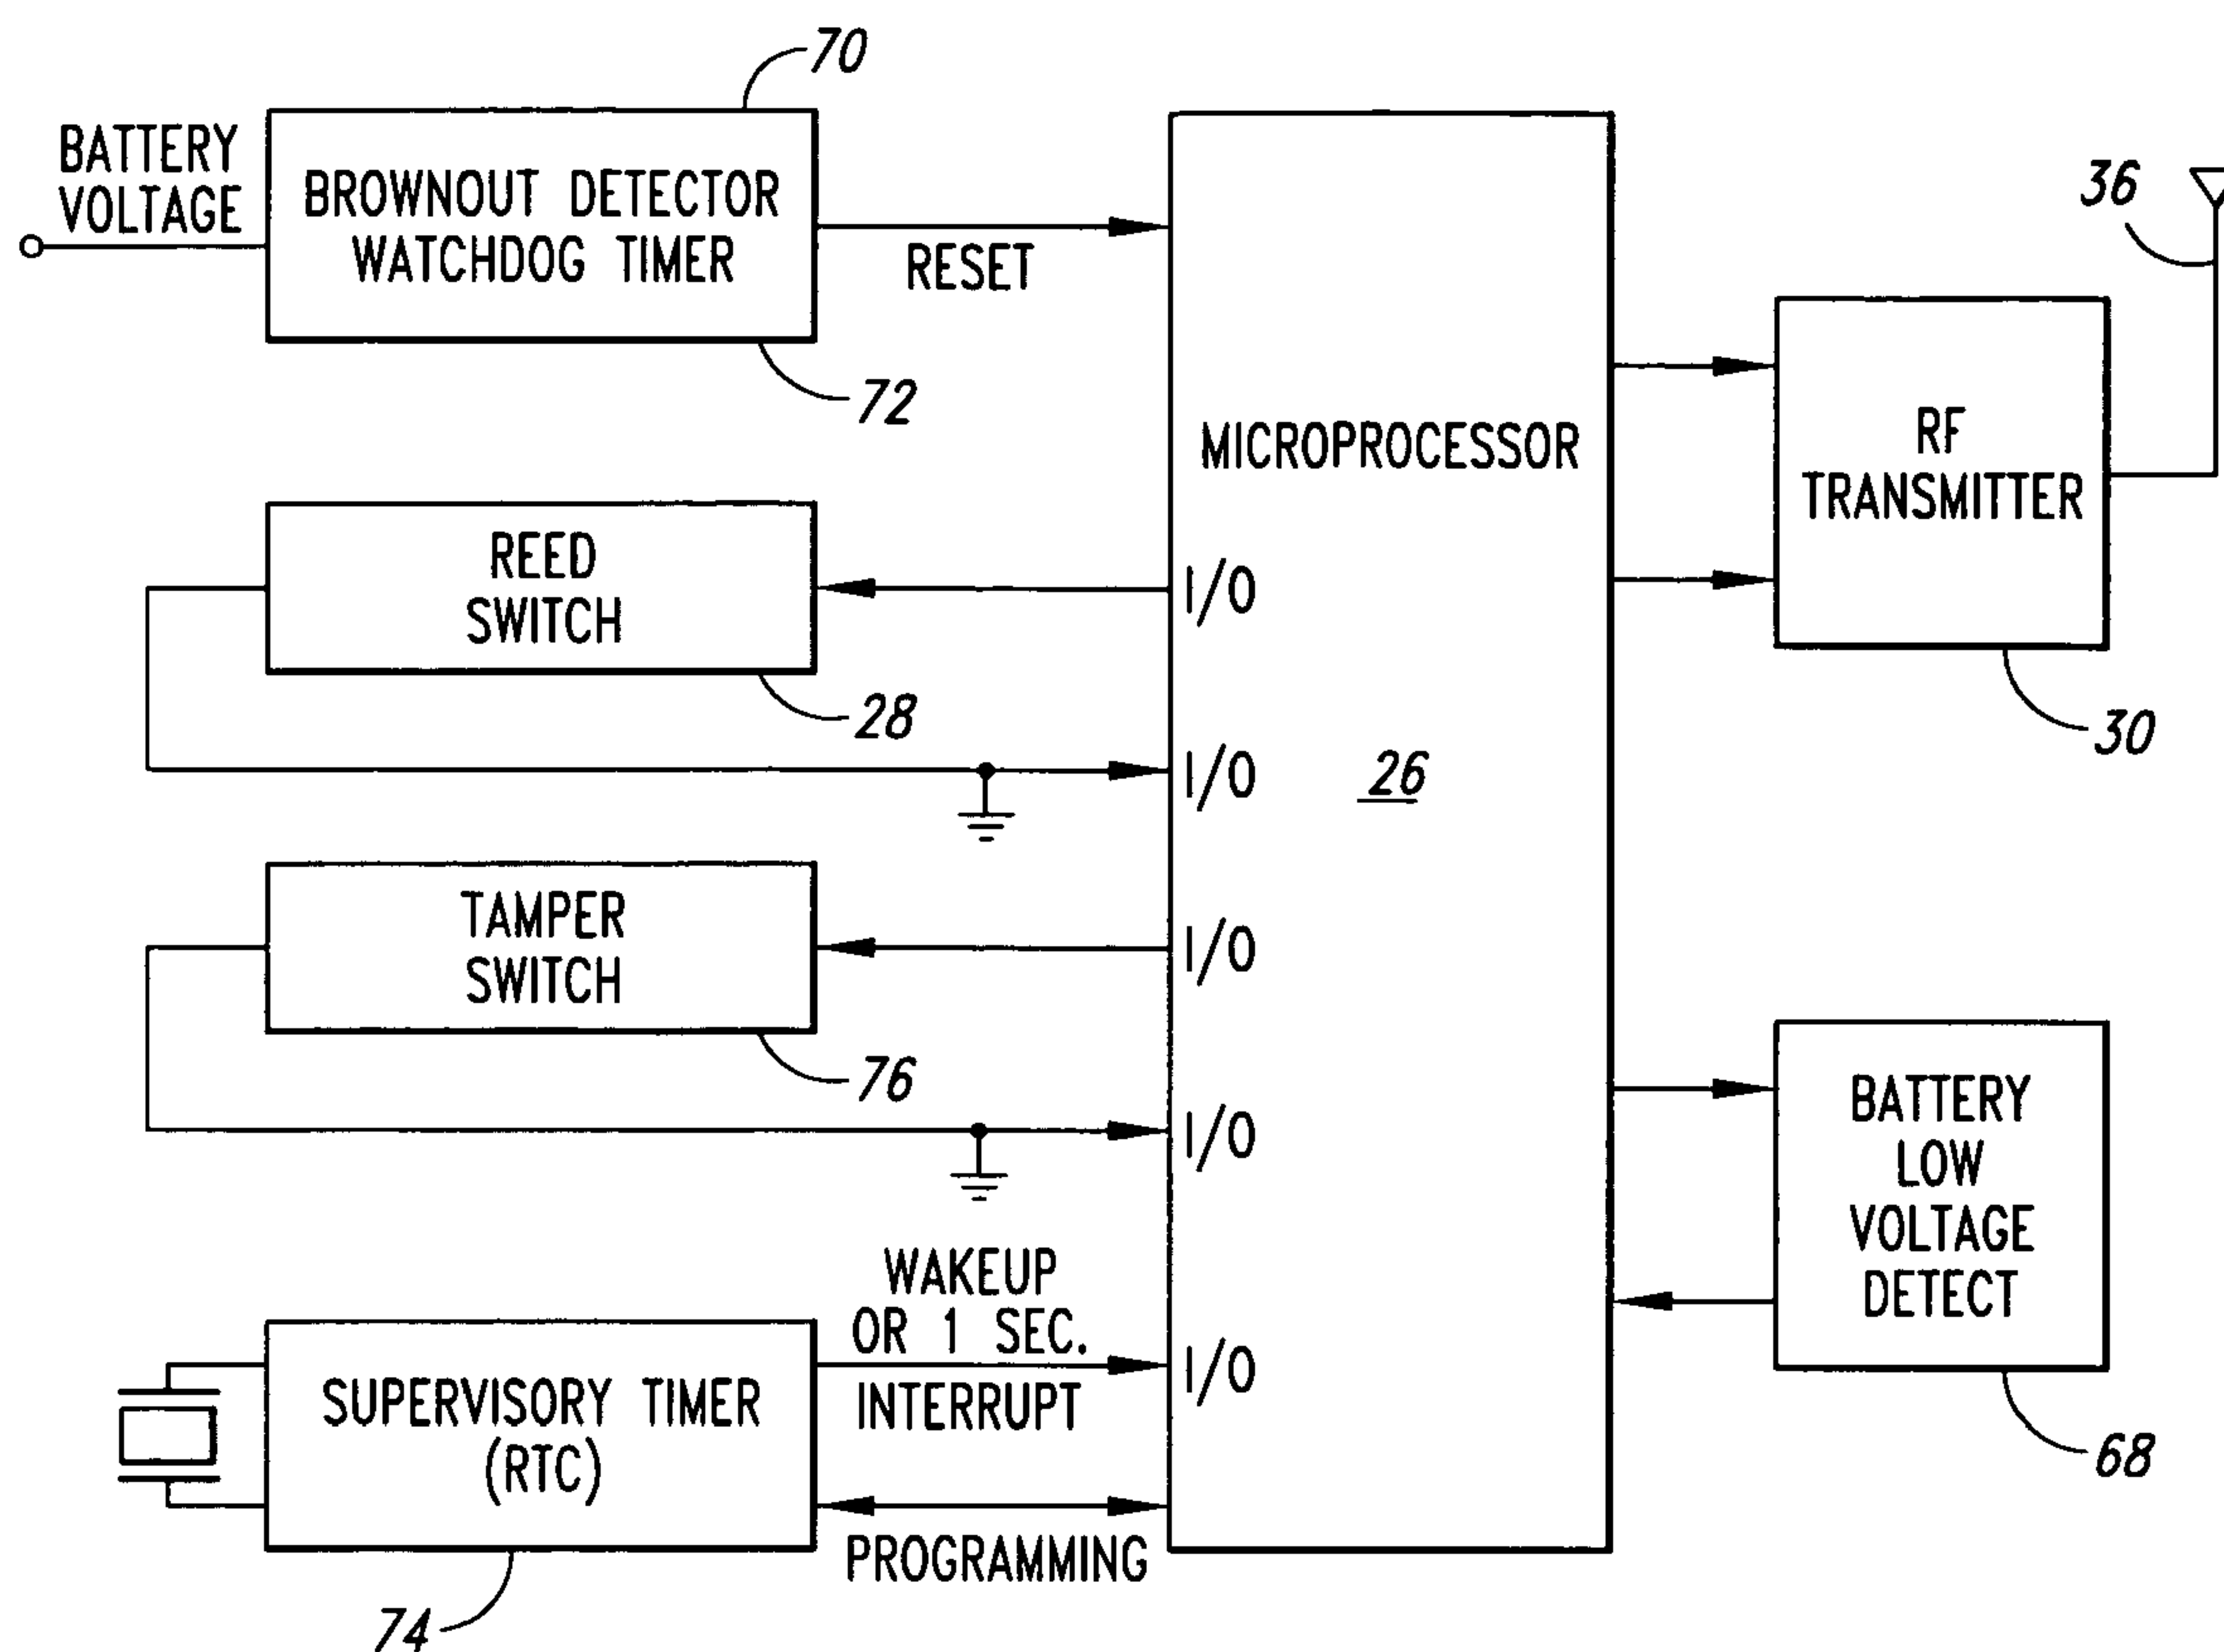 70
BATTERY
VOLTAGE
BROWNOUT DETECTOR
WATCHDOG TIMER
RESET
72
REED
SWITCH
28
TAMPER
SWITCH
76
WAKEUP
OR 1 SEC.
INTERRUPT
SUPERVISORY TIMER
(RTC)
PROGRAMMING
74
MICROPROCESSOR
I/O
I/O
26
I/O
I/O
I/O
36
RF
TRANSMITTER
30
BATTERY
LOW
VOLTAGE
DETECT
68